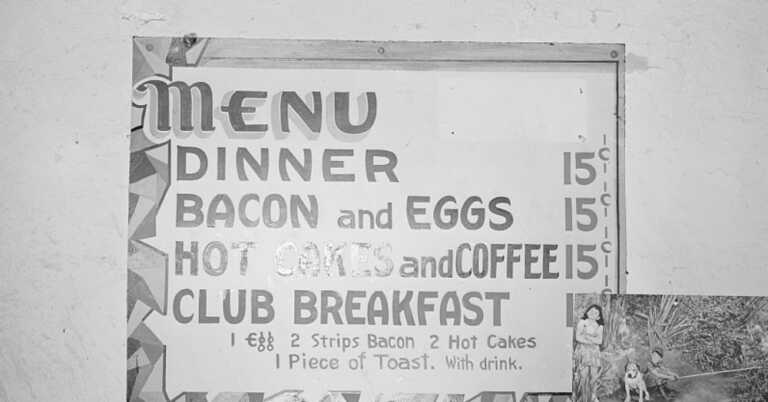 MENU
DINNER 15¢
BACON and EGGS 15¢
HOT CAKES and COFFEE 15¢
CLUB BREAKFAST
1 Egg 2 Strips Bacon 2 Hot Cakes
1 Piece of Toast. With drink.